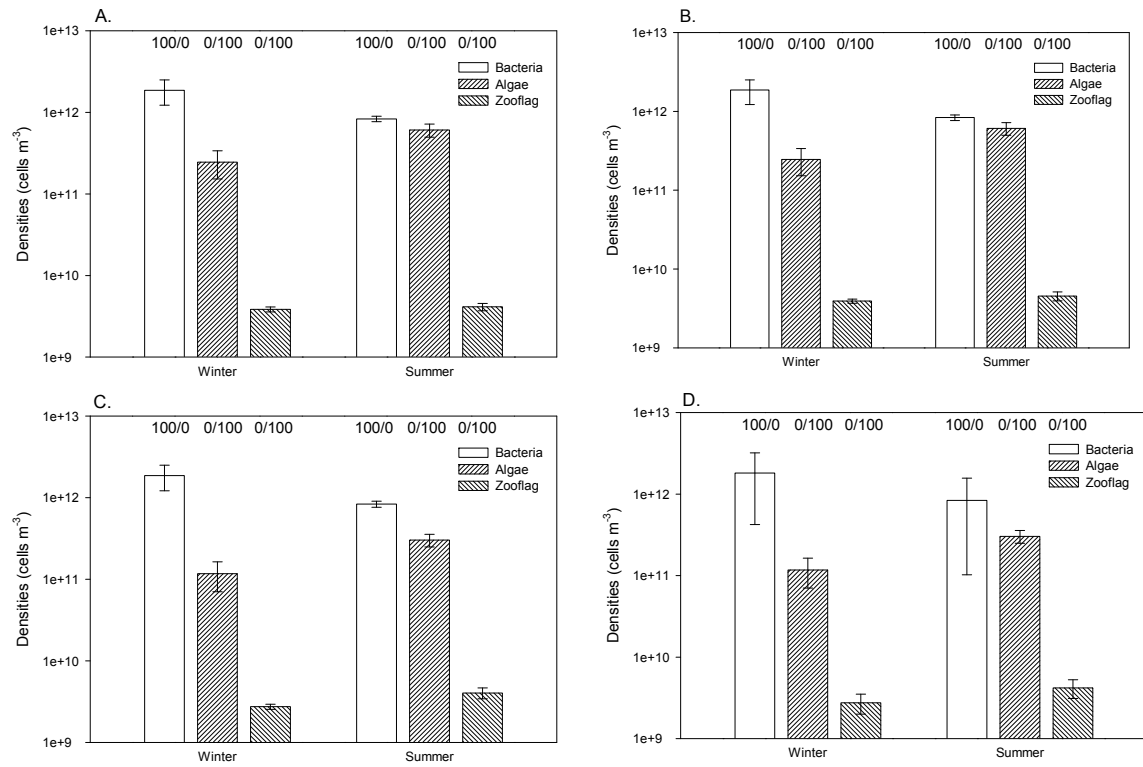 A.
1e+13
100/0 0/100 0/100 100/0 0/100 0/100
Bacteria
Algae
Zooflag
1e+12
1e+11
1e+10
1e+9
Densities (cells m⁻³)
Winter Summer
B.
1e+13
100/0 0/100 0/100 100/0 0/100 0/100
Bacteria
Algae
Zooflag
1e+12
1e+11
1e+10
1e+9
Densities (cells m⁻³)
Winter Summer
C.
1e+13
100/0 0/100 0/100 100/0 0/100 0/100
Bacteria
Algae
Zooflag
1e+12
1e+11
1e+10
1e+9
Densities (cells m⁻³)
Winter Summer
D.
1e+13
100/0 0/100 0/100 100/0 0/100 0/100
Bacteria
Algae
Zooflag
1e+12
1e+11
1e+10
1e+9
Densities (cells m⁻³)
Winter Summer